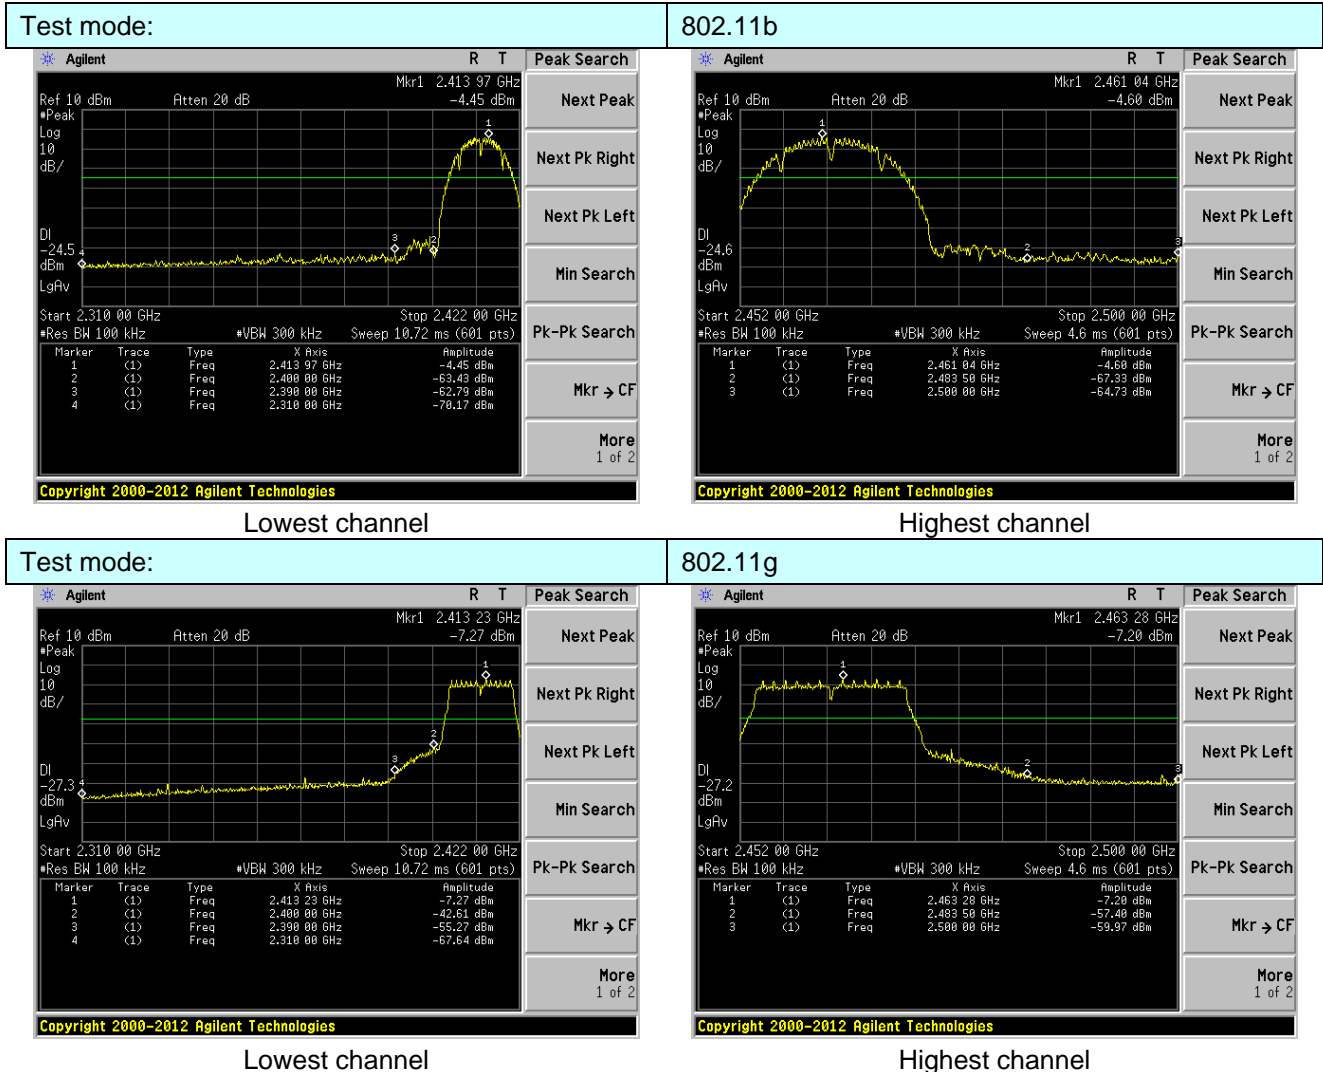 Test mode: 802.11b
Agilent R T Peak Search
Mkr1 2.413 97 GHz
Ref 10 dBm Atten 20 dB -4.45 dBm
#Peak
Log
10
dB/
DI
-24.5
dBm
LgAv
1
2
3
4
Start 2.310 00 GHz Stop 2.422 00 GHz
#Res BW 100 kHz #VBW 300 kHz Sweep 10.72 ms (601 pts)
Marker Trace Type X Axis Amplitude
1 (1) Freq 2.413 97 GHz -4.45 dBm
2 (1) Freq 2.400 00 GHz -63.43 dBm
3 (1) Freq 2.390 00 GHz -62.79 dBm
4 (1) Freq 2.310 00 GHz -70.17 dBm
Next Peak
Next Pk Right
Next Pk Left
Min Search
Pk-Pk Search
Mkr → CF
More
1 of 2
Copyright 2000-2012 Agilent Technologies
Lowest channel
Agilent R T Peak Search
Mkr1 2.461 04 GHz
Ref 10 dBm Atten 20 dB -4.60 dBm
#Peak
Log
10
dB/
DI
-24.6
dBm
LgAv
1
2
3
Start 2.452 00 GHz Stop 2.500 00 GHz
#Res BW 100 kHz #VBW 300 kHz Sweep 4.6 ms (601 pts)
Marker Trace Type X Axis Amplitude
1 (1) Freq 2.461 04 GHz -4.60 dBm
2 (1) Freq 2.483 50 GHz -67.33 dBm
3 (1) Freq 2.500 00 GHz -64.73 dBm
Next Peak
Next Pk Right
Next Pk Left
Min Search
Pk-Pk Search
Mkr → CF
More
1 of 2
Copyright 2000-2012 Agilent Technologies
Highest channel
Test mode: 802.11g
Agilent R T Peak Search
Mkr1 2.413 23 GHz
Ref 10 dBm Atten 20 dB -7.27 dBm
#Peak
Log
10
dB/
DI
-27.3
dBm
LgAv
1
2
3
4
Start 2.310 00 GHz Stop 2.422 00 GHz
#Res BW 100 kHz #VBW 300 kHz Sweep 10.72 ms (601 pts)
Marker Trace Type X Axis Amplitude
1 (1) Freq 2.413 23 GHz -7.27 dBm
2 (1) Freq 2.400 00 GHz -42.61 dBm
3 (1) Freq 2.390 00 GHz -55.27 dBm
4 (1) Freq 2.310 00 GHz -67.64 dBm
Next Peak
Next Pk Right
Next Pk Left
Min Search
Pk-Pk Search
Mkr → CF
More
1 of 2
Copyright 2000-2012 Agilent Technologies
Lowest channel
Agilent R T Peak Search
Mkr1 2.463 28 GHz
Ref 10 dBm Atten 20 dB -7.20 dBm
#Peak
Log
10
dB/
DI
-27.2
dBm
LgAv
1
2
3
Start 2.452 00 GHz Stop 2.500 00 GHz
#Res BW 100 kHz #VBW 300 kHz Sweep 4.6 ms (601 pts)
Marker Trace Type X Axis Amplitude
1 (1) Freq 2.463 28 GHz -7.20 dBm
2 (1) Freq 2.483 50 GHz -57.40 dBm
3 (1) Freq 2.500 00 GHz -59.97 dBm
Next Peak
Next Pk Right
Next Pk Left
Min Search
Pk-Pk Search
Mkr → CF
More
1 of 2
Copyright 2000-2012 Agilent Technologies
Highest channel